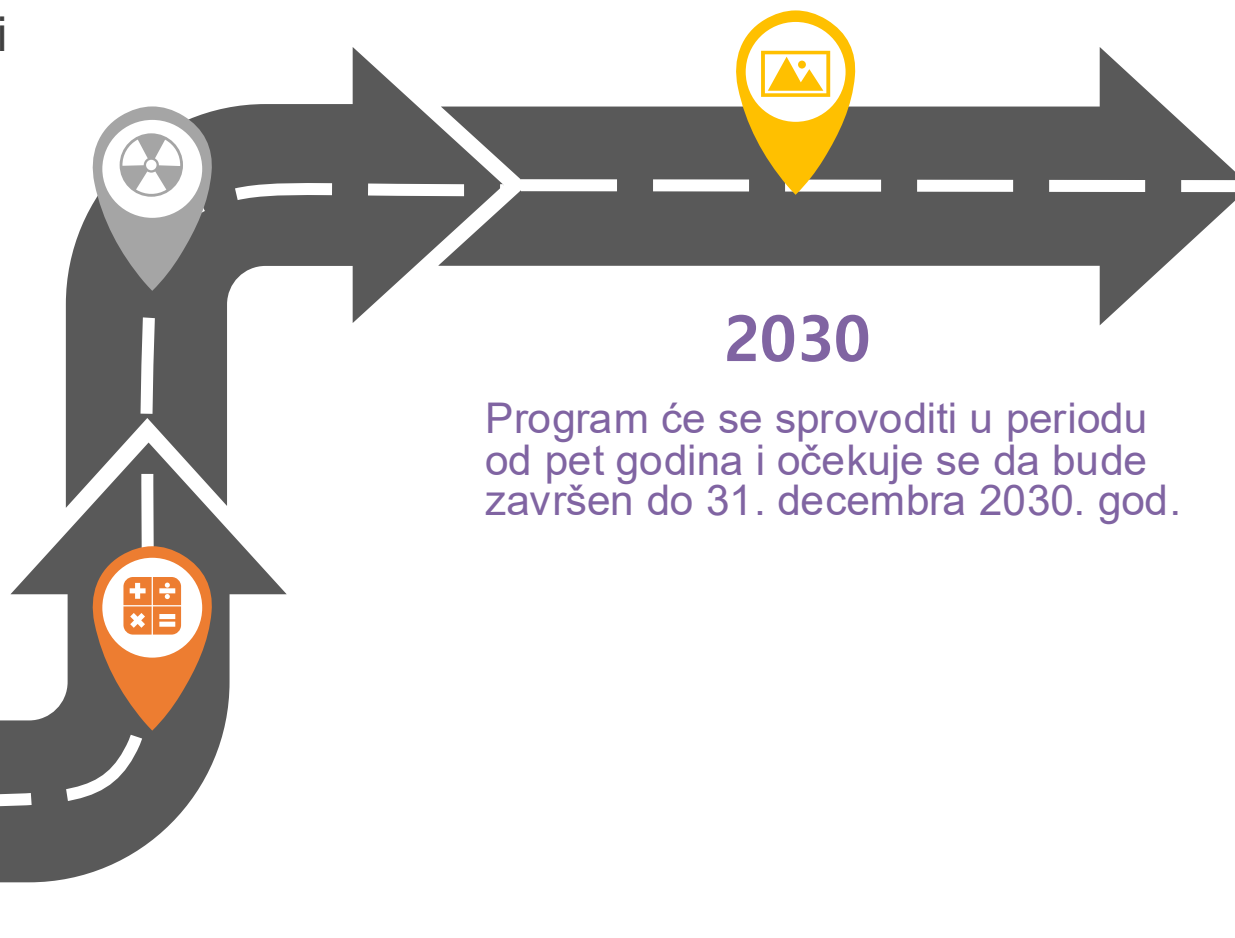 i
2030
Program će se sprovoditi u periodu
od pet godina i očekuje se da bude
završen do 31. decembra 2030. god.